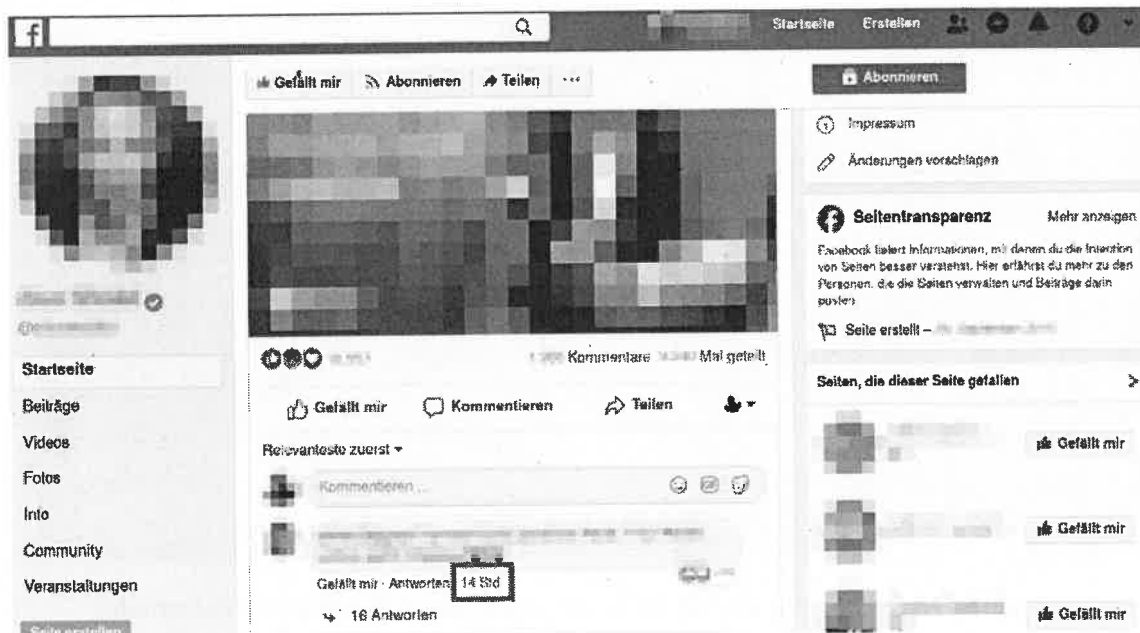 f
Startseite Erstellen
Gefällt mir Abonnieren Teilen ...
Abonnieren
Impressum
Änderungen vorschlagen
Seitentransparenz Mehr anzeigen
Facebook liefert Informationen, mit denen du die Intention
von Seiten besser verstehst. Hier erfährst du mehr zu den
Personen, die die Seiten verwalten und Beiträge darin
posten.
Seite erstellt –
Startseite
Beiträge
Videos
Fotos
Info
Community
Veranstaltungen
Seite erstellen
Kommentare Mal geteilt
Gefällt mir Kommentieren Teilen
Relevanteste zuerst
Kommentieren ...
GIF
Gefällt mir · Antworten 14 Std
16 Antworten
Seiten, die dieser Seite gefallen
Gefällt mir
Gefällt mir
Gefällt mir